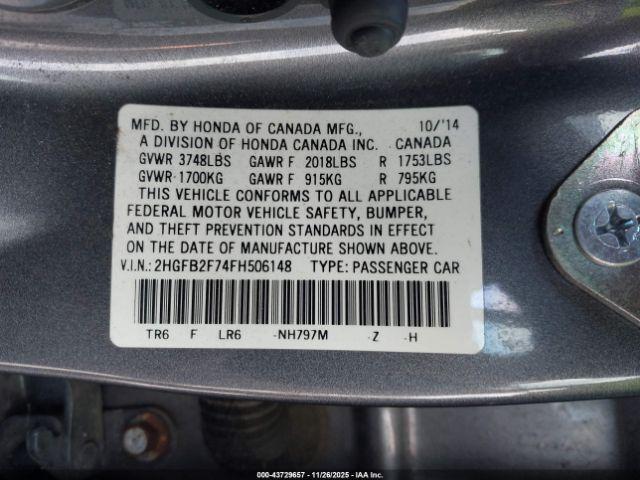 MFD. BY HONDA OF CANADA MFG., 10/'14
A DIVISION OF HONDA CANADA INC. CANADA
GVWR 3748LBS GAWR F 2018LBS R 1753LBS
GVWR 1700KG GAWR F 915KG R 795KG
THIS VEHICLE CONFORMS TO ALL APPLICABLE
FEDERAL MOTOR VEHICLE SAFETY, BUMPER,
AND THEFT PREVENTION STANDARDS IN EFFECT
ON THE DATE OF MANUFACTURE SHOWN ABOVE.
V.I.N.: 2HGFB2F74FH506148 TYPE: PASSENGER CAR
TR6 F LR6 -NH797M -Z -H
000-43729657 | 11/26/2025 | IAA Inc.